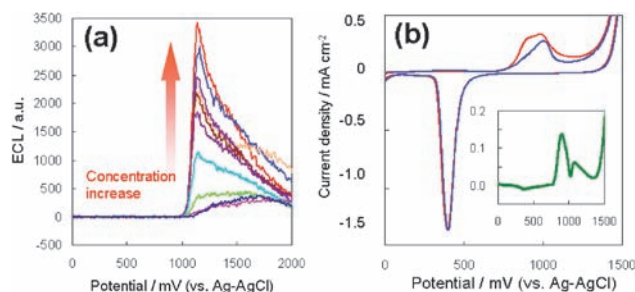 (a)
ECL / a.u.
3500
3000
2500
2000
1500
1000
500
0
-500
Concentration
increase
0 500 1000 1500 2000
Potential / mV (vs. Ag-AgCl)
(b)
Current density / mA cm-2
0.5
0
-0.5
-1.0
-1.5
0.2
0.1
0.0
0 500 1000 1500
0 500 1000 1500
Potential / mV (vs. Ag-AgCl)